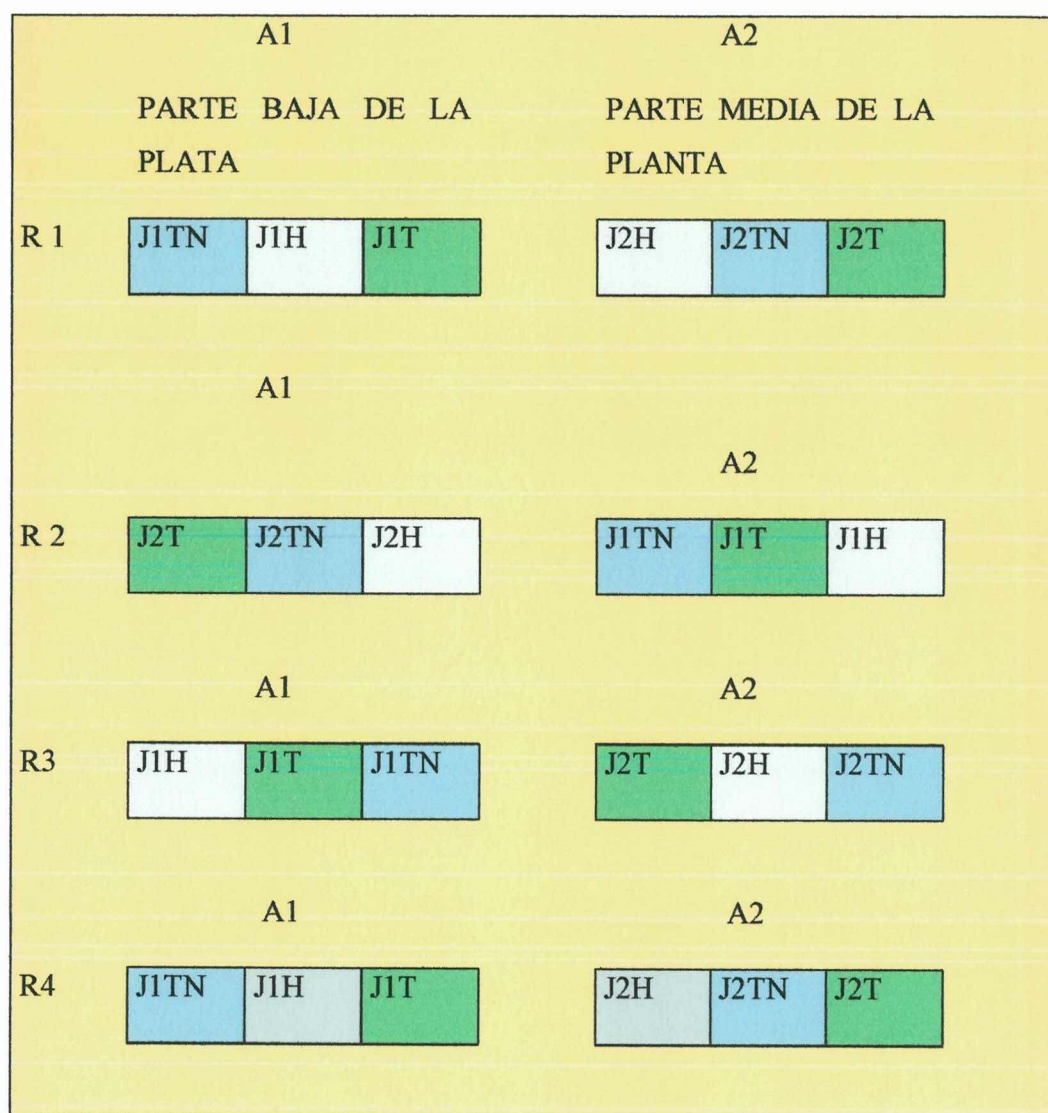 A1 A2
PARTE BAJA DE LA PARTE MEDIA DE LA
PLATA PLANTA
R 1 J1TN J1H J1T J2H J2TN J2T
A1
A2
R 2 J2T J2TN J2H J1TN J1T J1H
A1 A2
R3 J1H J1T J1TN J2T J2H J2TN
A1 A2
R4 J1TN J1H J1T J2H J2TN J2T